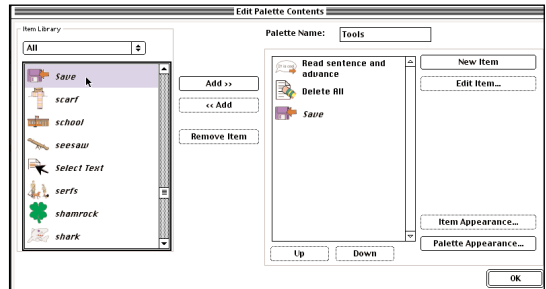 Edit Palette Contents
Item Library
All
Save
scarf
school
seesaw
Select Text
serfs
shamrock
shark
Add >>
<< Add
Remove Item
Palette Name: Tools
Read sentence and
advance
Delete All
Save
Up
Down
New Item
Edit Item...
Item Appearance...
Palette Appearance...
OK